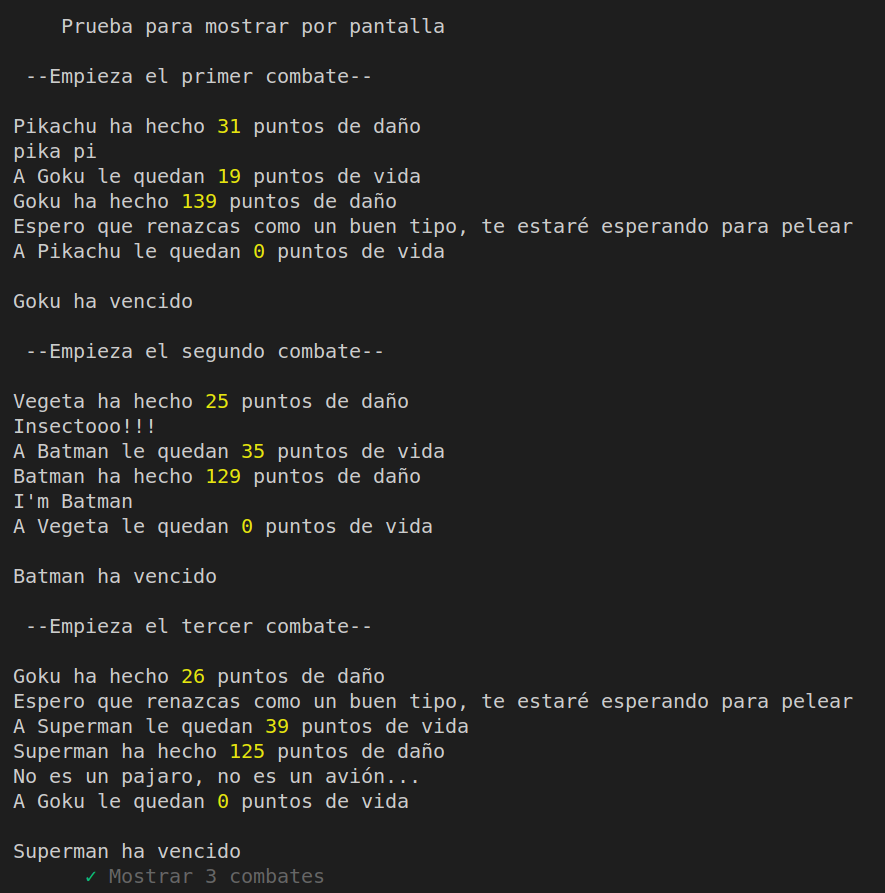 Prueba para mostrar por pantalla
--Empieza el primer combate--
Pikachu ha hecho 31 puntos de daño
pika pi
A Goku le quedan 19 puntos de vida
Goku ha hecho 139 puntos de daño
Espero que renazcas como un buen tipo, te estaré esperando para pelear
A Pikachu le quedan 0 puntos de vida
Goku ha vencido
--Empieza el segundo combate--
Vegeta ha hecho 25 puntos de daño
Insectooo!!!
A Batman le quedan 35 puntos de vida
Batman ha hecho 129 puntos de daño
I'm Batman
A Vegeta le quedan 0 puntos de vida
Batman ha vencido
--Empieza el tercer combate--
Goku ha hecho 26 puntos de daño
Espero que renazcas como un buen tipo, te estaré esperando para pelear
A Superman le quedan 39 puntos de vida
Superman ha hecho 125 puntos de daño
No es un pajaro, no es un avión...
A Goku le quedan 0 puntos de vida
Superman ha vencido
✓ Mostrar 3 combates